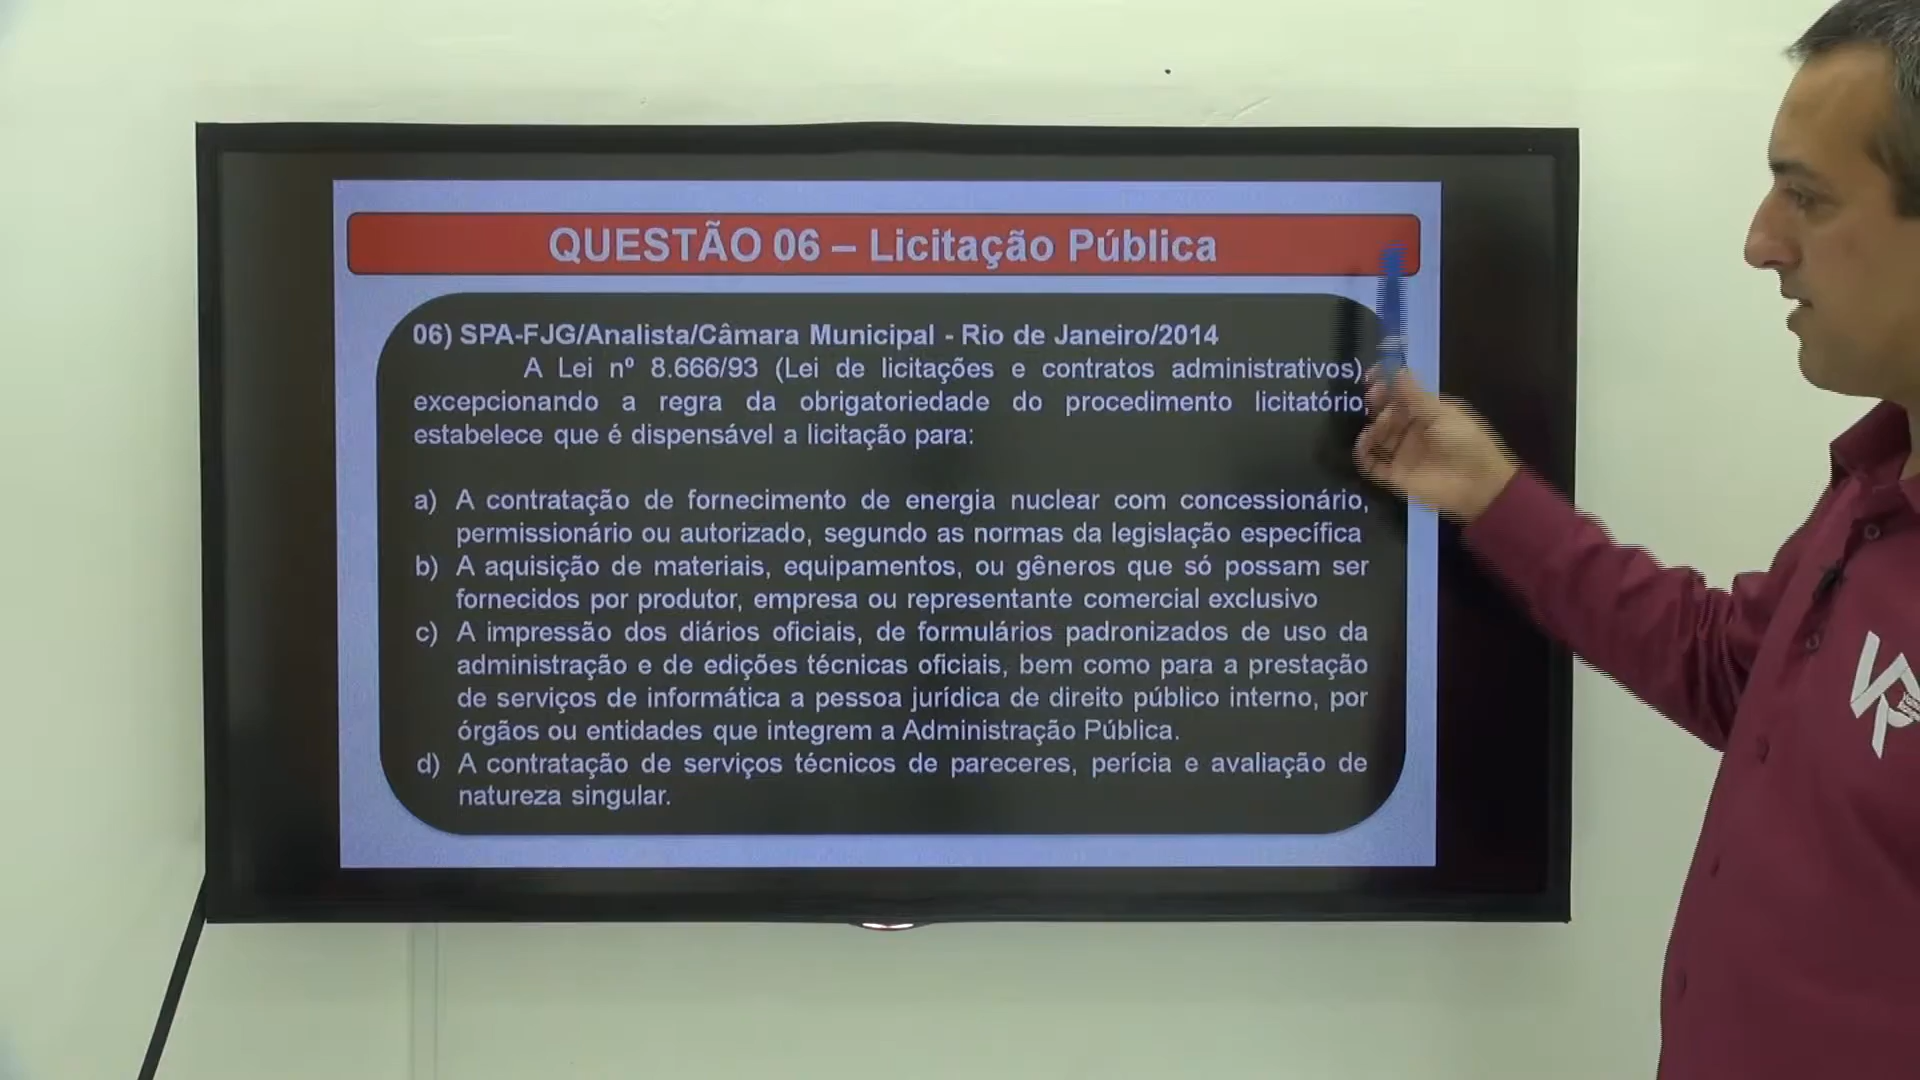 QUESTÃO 06 – Licitação Pública
06) SPA-FJG/Analista/Câmara Municipal - Rio de Janeiro/2014
A Lei nº 8.666/93 (Lei de licitações e contratos administrativos),
excepcionando a regra da obrigatoriedade do procedimento licitatório,
estabelece que é dispensável a licitação para:
a) A contratação de fornecimento de energia nuclear com concessionário,
permissionário ou autorizado, segundo as normas da legislação específica
b) A aquisição de materiais, equipamentos, ou gêneros que só possam ser
fornecidos por produtor, empresa ou representante comercial exclusivo
c) A impressão dos diários oficiais, de formulários padronizados de uso da
administração e de edições técnicas oficiais, bem como para a prestação
de serviços de informática a pessoa jurídica de direito público interno, por
órgãos ou entidades que integrem a Administração Pública.
d) A contratação de serviços técnicos de pareceres, perícia e avaliação de
natureza singular.